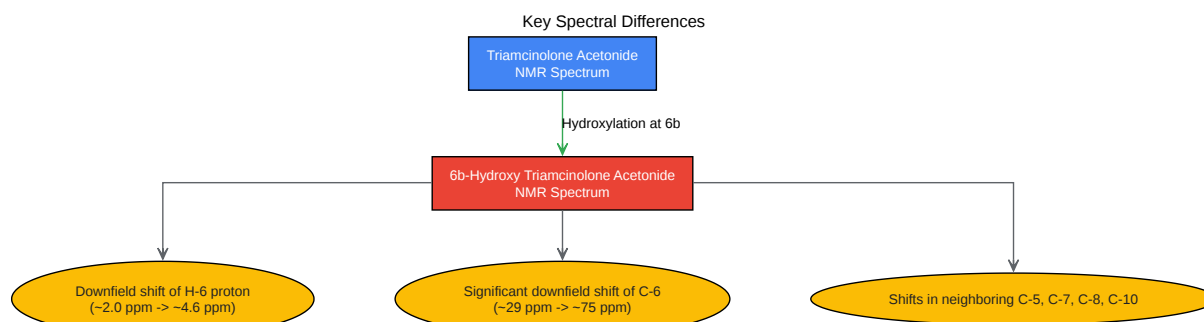 Key Spectral Differences
Triamcinolone Acetonide
NMR Spectrum
Hydroxylation at 6b
6b-Hydroxy Triamcinolone Acetonide
NMR Spectrum
Downfield shift of H-6 proton
(~2.0 ppm -> ~4.6 ppm)
Significant downfield shift of C-6
(~29 ppm -> ~75 ppm)
Shifts in neighboring C-5, C-7, C-8, C-10